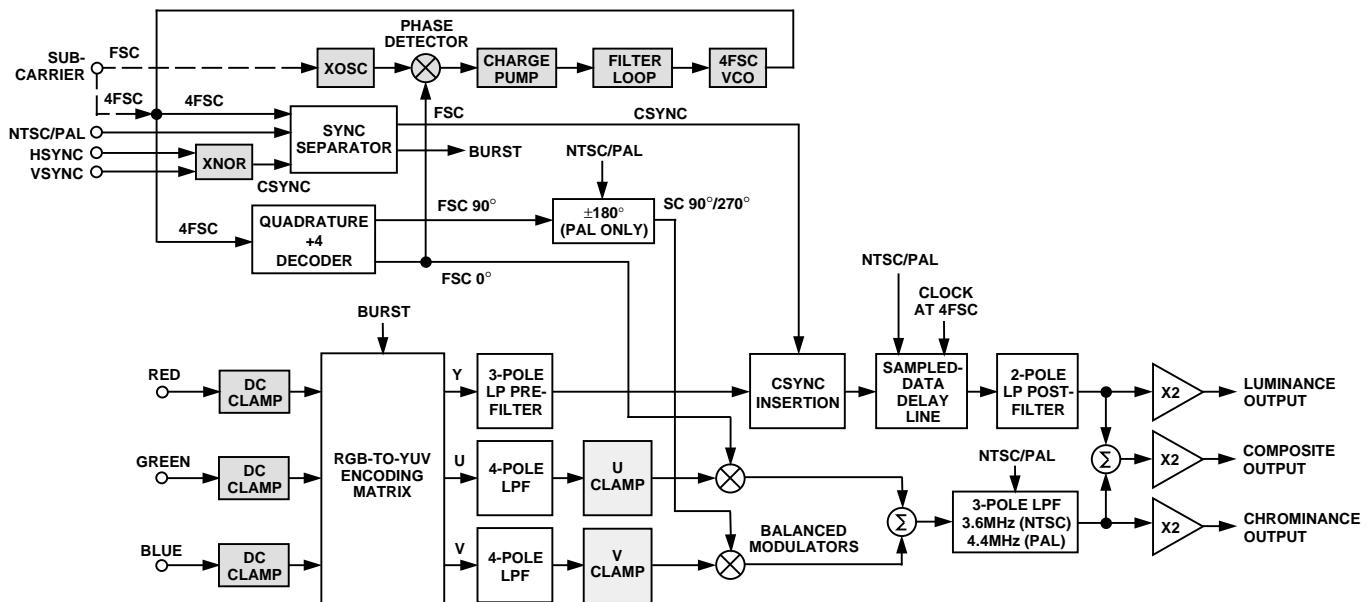 PHASE
DETECTOR
SUB-
CARRIER
FSC
XOSC
CHARGE
PUMP
FILTER
LOOP
4FSC
VCO
4FSC
4FSC
FSC
CSYNC
NTSC/PAL
SYNC
SEPARATOR
HSYNC
VSYNC
XNOR
CSYNC
BURST
NTSC/PAL
4FSC
QUADRATURE
+4
DECODER
FSC 90°
±180°
(PAL ONLY)
SC 90°/270°
FSC 0°
NTSC/PAL
CLOCK
AT 4FSC
BURST
RED
DC
CLAMP
Y
3-POLE
LP PRE-
FILTER
CSYNC
INSERTION
SAMPLED-
DATA
DELAY
LINE
2-POLE
LP POST-
FILTER
X2
LUMINANCE
OUTPUT
GREEN
DC
CLAMP
RGB-TO-YUV
ENCODING
MATRIX
U
4-POLE
LPF
U
CLAMP
NTSC/PAL
Σ
X2
COMPOSITE
OUTPUT
BLUE
DC
CLAMP
V
4-POLE
LPF
V
CLAMP
BALANCED
MODULATORS
Σ
3-POLE LPF
3.6MHz (NTSC)
4.4MHz (PAL)
X2
CHROMINANCE
OUTPUT